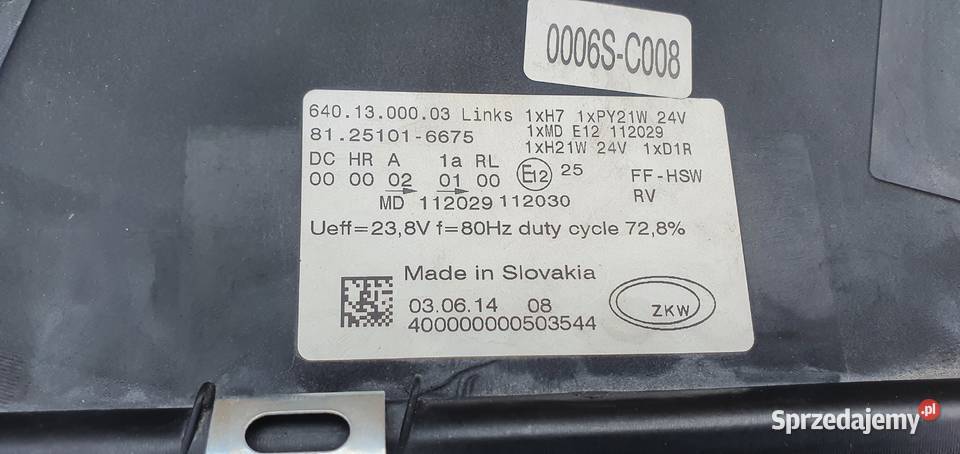 0006S-C008
640.13.000.03 Links 1xH7 1xPY21W 24V
81.25101-6675 1xMD E12 112029
1xH21W 24V 1xD1R
DC HR A 1a RL
00 00 02 01 00 E12 25 FF-HSW
MD 112029 112030 RV
Ueff=23,8V f=80Hz duty cycle 72,8%
Made in Slovakia
03.06.14 08
400000000503544
ZKW
Sprzedajemy.pl